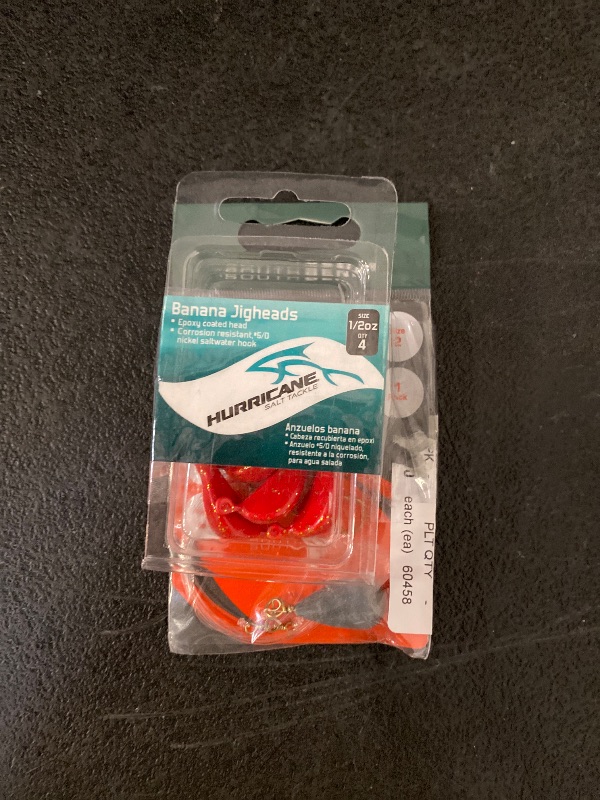 Banana Jigheads
• Epoxy coated head
• Corrosion resistant #5/0
nickel saltwater hook
SIZE
1/2oz
QTY
4
HURRICANE
SALT TACKLE
Anzuelos banana
• Cabeza recubierta en epoxi
• Anzuelo #5/0 niquelado,
resistente a la corrosión,
para agua salada
2
1
PLT QTY -
each (ea) 60458